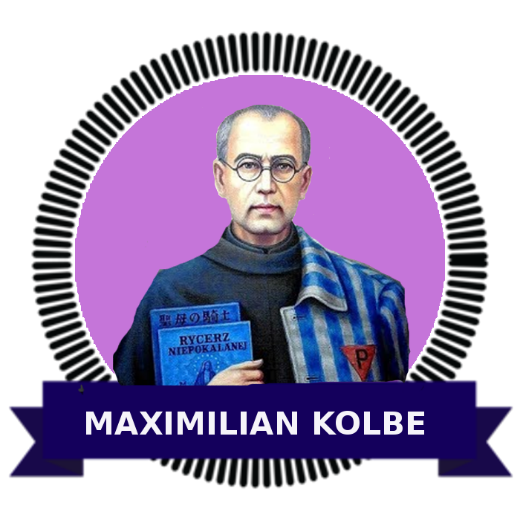 聖母の騎士
RYCERZ
NIEPOKALANEJ
P
MAXIMILIAN KOLBE